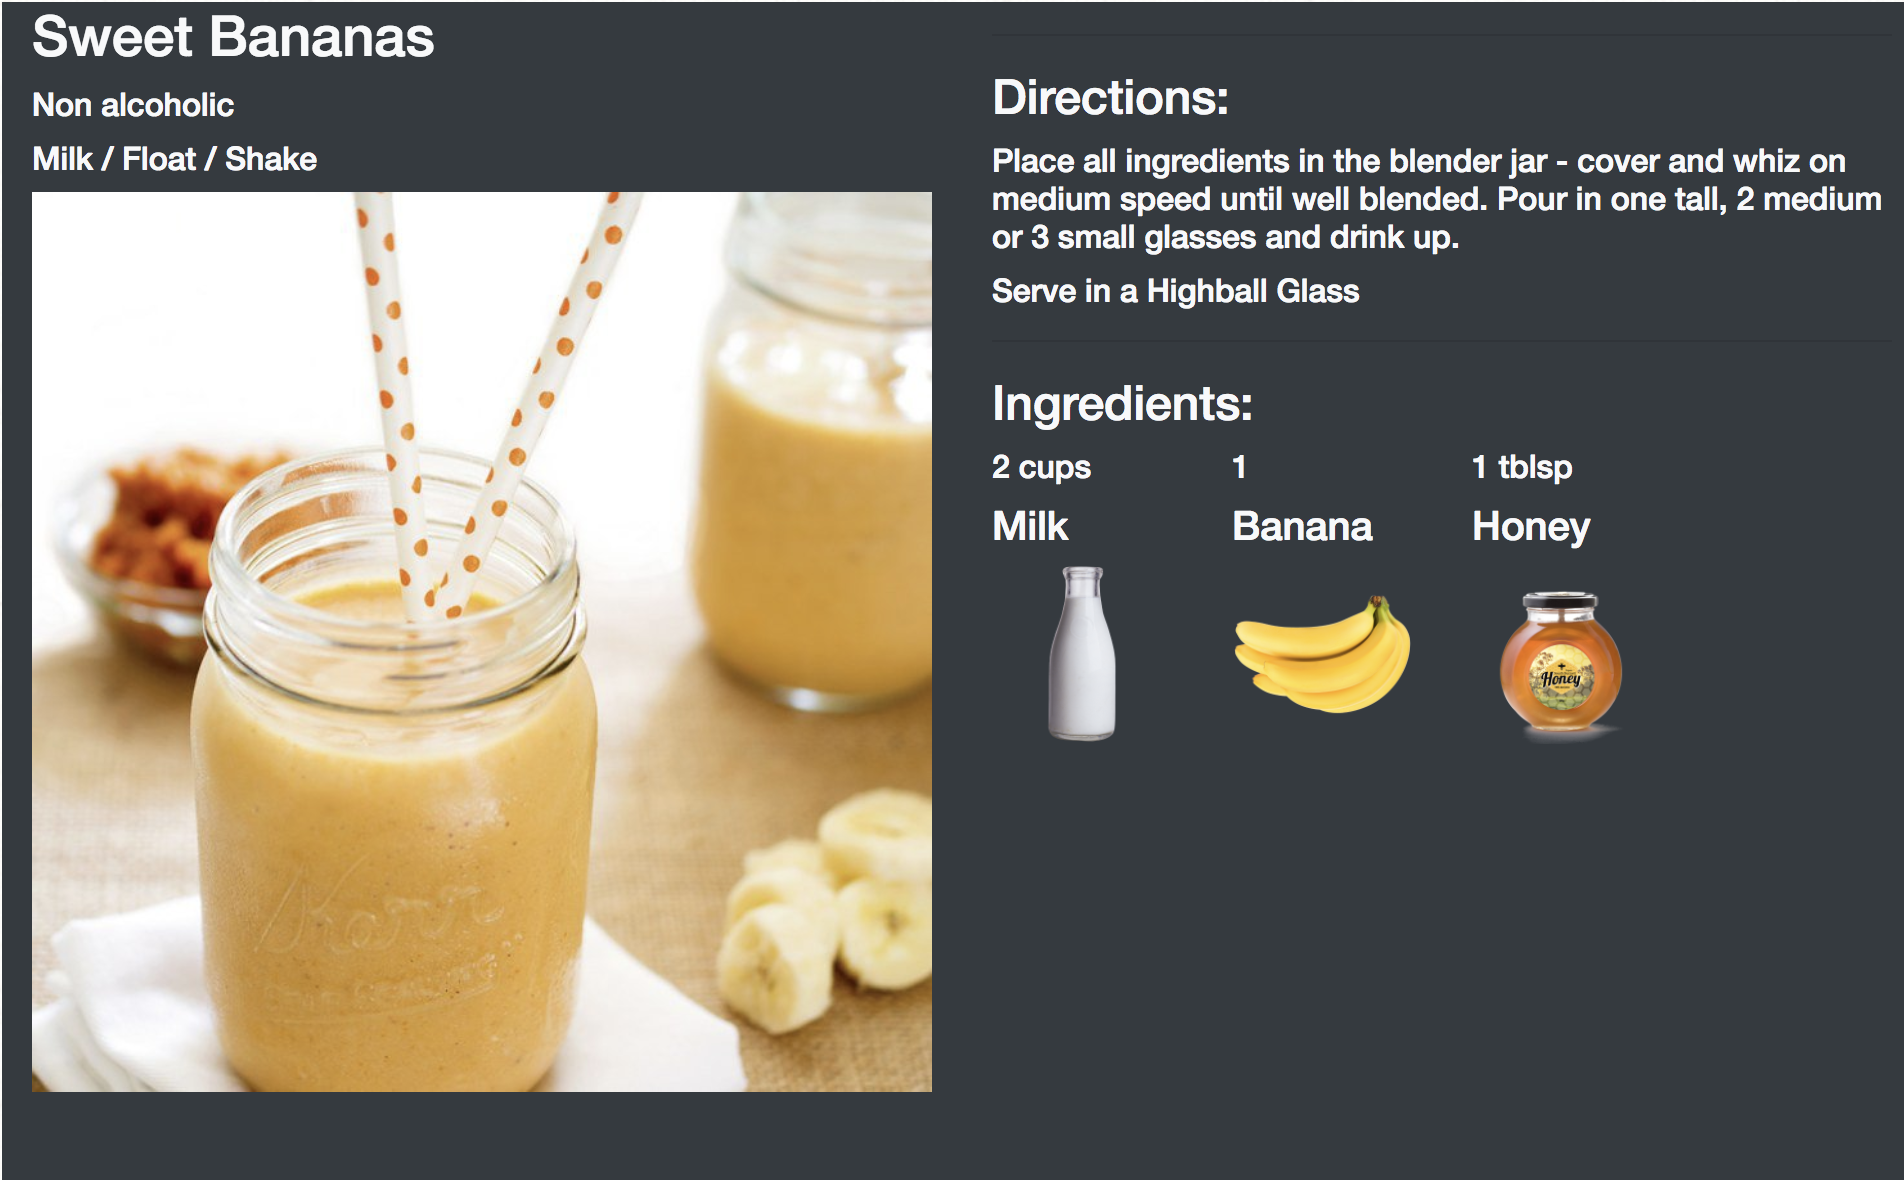 Sweet Bananas
Non alcoholic
Milk / Float / Shake
Kerr
Directions:
Place all ingredients in the blender jar - cover and whiz on
medium speed until well blended. Pour in one tall, 2 medium
or 3 small glasses and drink up.
Serve in a Highball Glass
Ingredients:
2 cups
1
1 tblsp
Milk
Banana
Honey
Honey